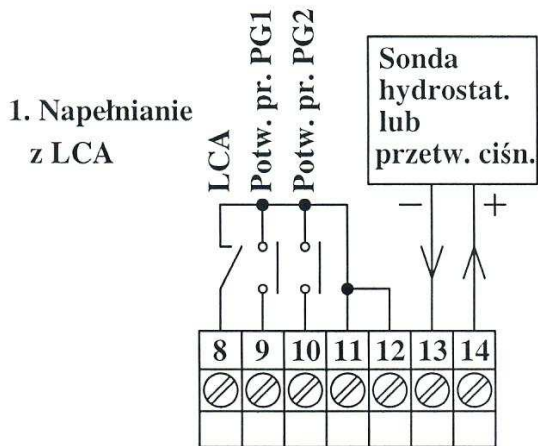 1. Napełnianie
z LCA
LCA
Potw. pr. PG1
Potw. pr. PG2
Sonda
hydrostat.
lub
przetw. ciśn.
− +
8 9 10 11 12 13 14